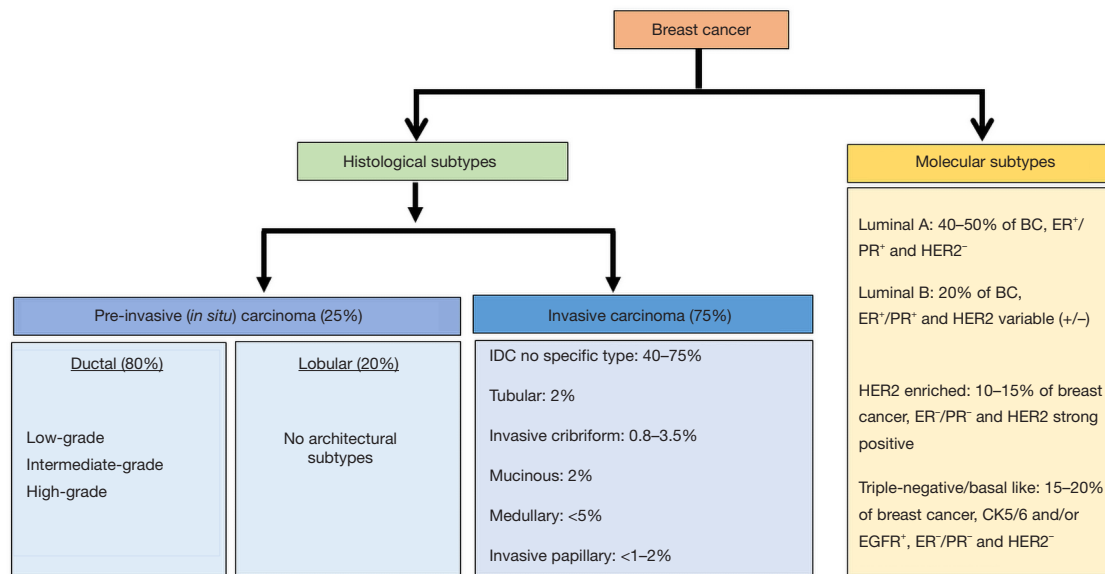 Breast cancer
Histological subtypes
Molecular subtypes
Pre-invasive (in situ) carcinoma (25%)
Invasive carcinoma (75%)
Ductal (80%)
Low-grade
Intermediate-grade
High-grade
Lobular (20%)
No architectural
subtypes
IDC no specific type: 40–75%
Tubular: 2%
Invasive cribriform: 0.8–3.5%
Mucinous: 2%
Medullary: <5%
Invasive papillary: <1–2%
Luminal A: 40–50% of BC, ER⁺/
PR⁺ and HER2⁻
Luminal B: 20% of BC,
ER⁺/PR⁺ and HER2 variable (+/–)
HER2 enriched: 10–15% of breast
cancer, ER⁻/PR⁻ and HER2 strong
positive
Triple-negative/basal like: 15–20%
of breast cancer, CK5/6 and/or
EGFR⁺, ER⁻/PR⁻ and HER2⁻